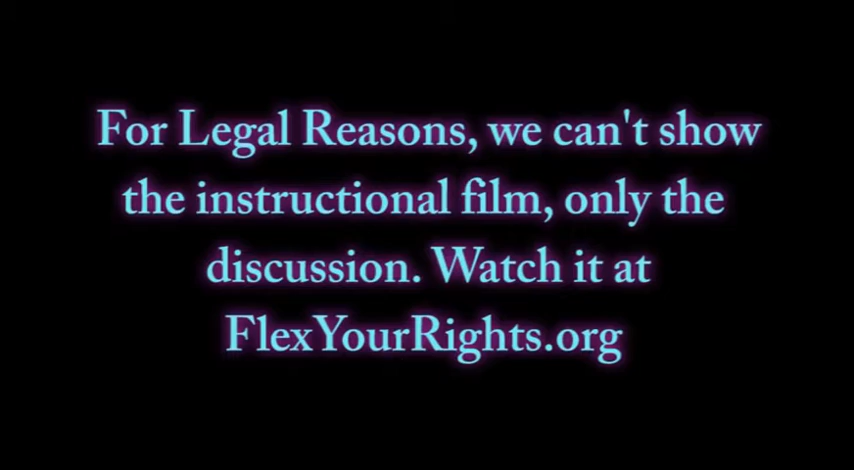 For Legal Reasons, we can't show
the instructional film, only the
discussion. Watch it at
FlexYourRights.org